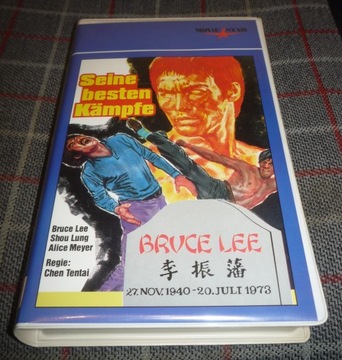 Seine
besten
Kämpfe
Bruce Lee
Shou Lung
Alice Meyer
Regie:
Chen Tentai
BRUCE LEE
李振藩
27. NOV. 1940-20. JULI 1973